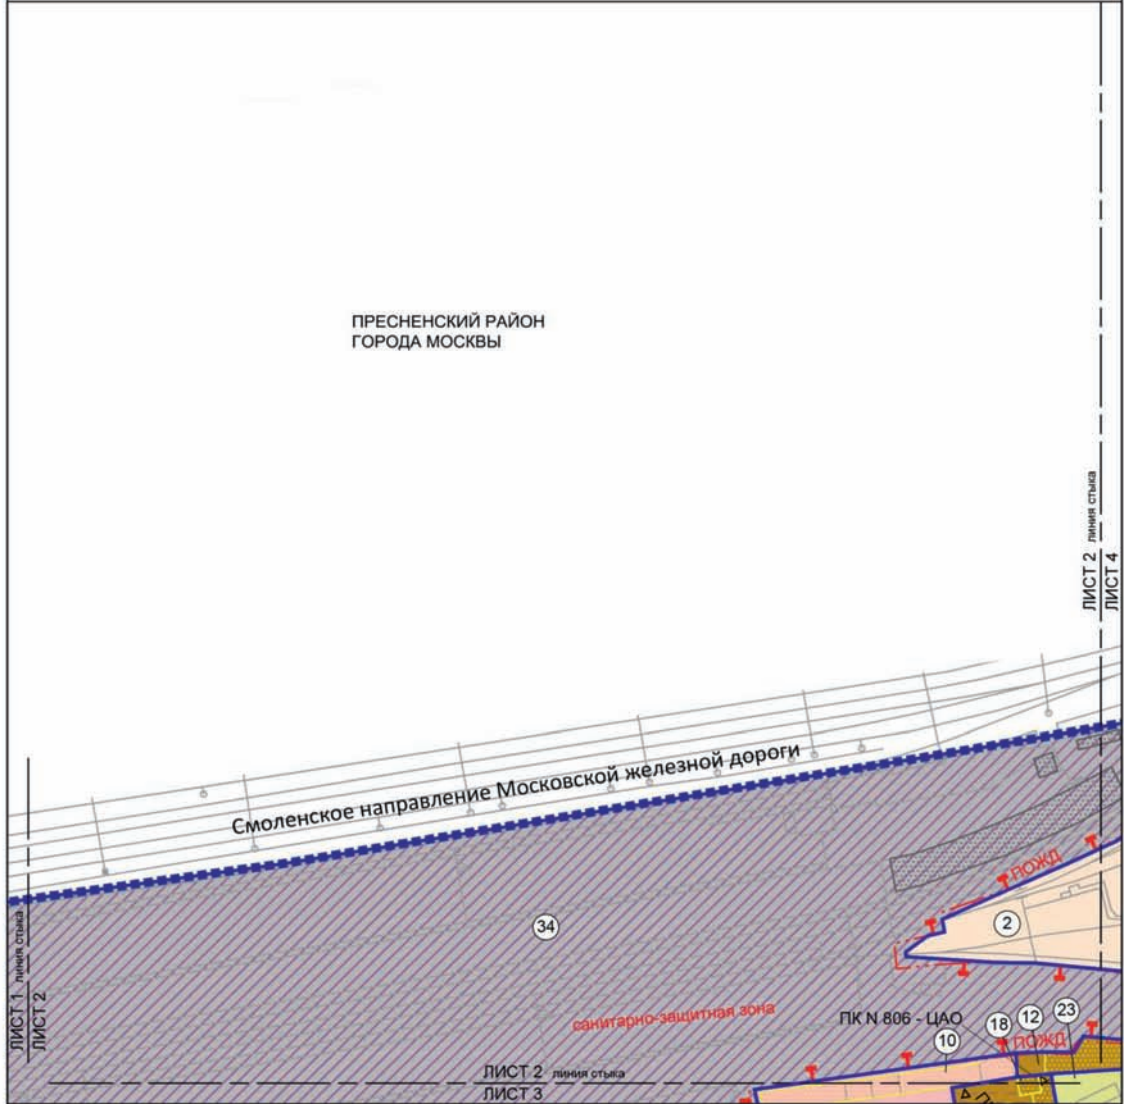 ПРЕСНЕНСКИЙ РАЙОН
ГОРОДА МОСКВЫ
ЛИСТ 2 линия стыка
ЛИСТ 4
Смоленское направление Московской железной дороги
ПОЖД
34
2
ЛИСТ 1 линия стыка
ЛИСТ 2
санитарно-защитная зона
ПК N 806 - ЦАО
18
12
23
10
ПОЖД
ЛИСТ 2 линия стыка
ЛИСТ 3